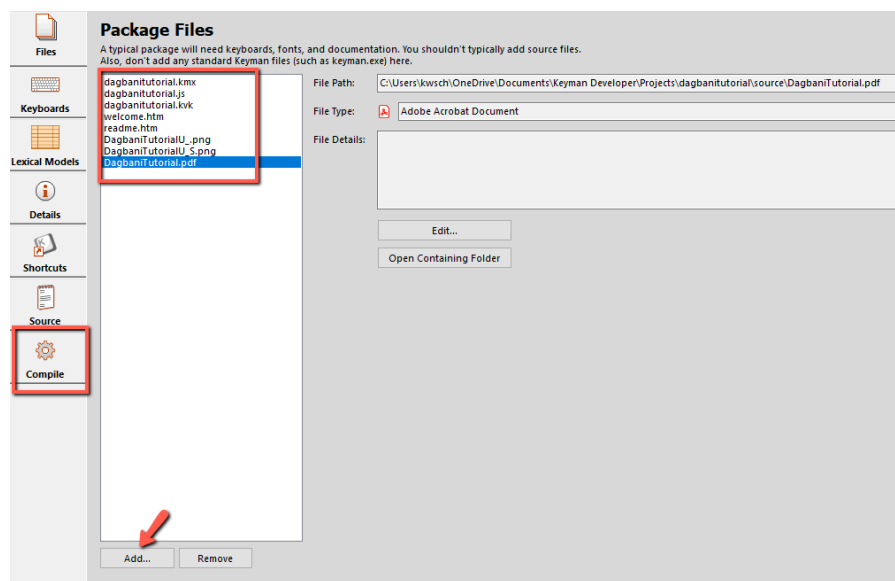 Files
Keyboards
Lexical Models
Details
Shortcuts
Source
Compile
Package Files
A typical package will need keyboards, fonts, and documentation. You shouldn't typically add source files.
Also, don't add any standard Keyman files (such as keyman.exe) here.
dagbanitutorial.kmx
dagbanitutorial.js
dagbanitutorial.kvk
welcome.htm
readme.htm
DagbaniTutorialU_.png
DagbaniTutorialU_S.png
DagbaniTutorial.pdf
Add...
Remove
File Path:
C:\Users\kwsch\OneDrive\Documents\Keyman Developer\Projects\dagbanitutorial\source\DagbaniTutorial.pdf
File Type:
Adobe Acrobat Document
File Details:
Edit...
Open Containing Folder